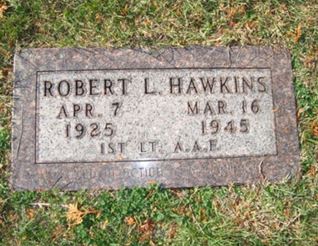 ROBERT L. HAWKINS
APR. 7 MAR. 16
1925 1945
1ST LT. A.A.F.